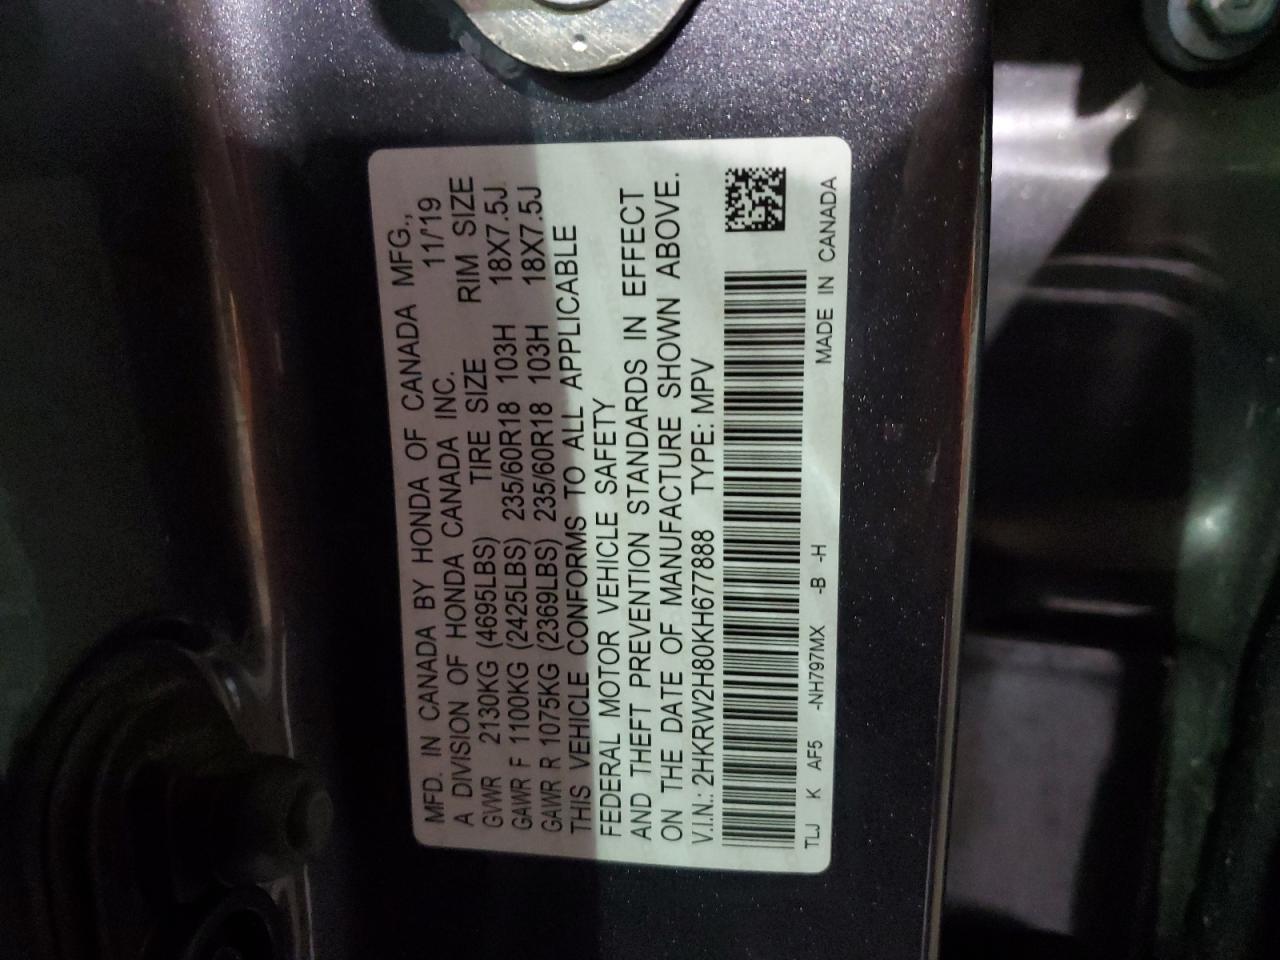 MFD. IN CANADA BY HONDA OF CANADA MFG.,
A DIVISION OF HONDA CANADA INC. 11/'19
GVWR 2130KG (4695LBS) TIRE SIZE RIM SIZE
GAWR F 1100KG (2425LBS) 235/60R18 103H 18X7.5J
GAWR R 1075KG (2369LBS) 235/60R18 103H 18X7.5J
THIS VEHICLE CONFORMS TO ALL APPLICABLE
FEDERAL MOTOR VEHICLE SAFETY
AND THEFT PREVENTION STANDARDS IN EFFECT
ON THE DATE OF MANUFACTURE SHOWN ABOVE.
V.I.N.: 2HKRW2H80KH677888 TYPE: MPV
TLJ K AF5 -NH797MX -B -H MADE IN CANADA